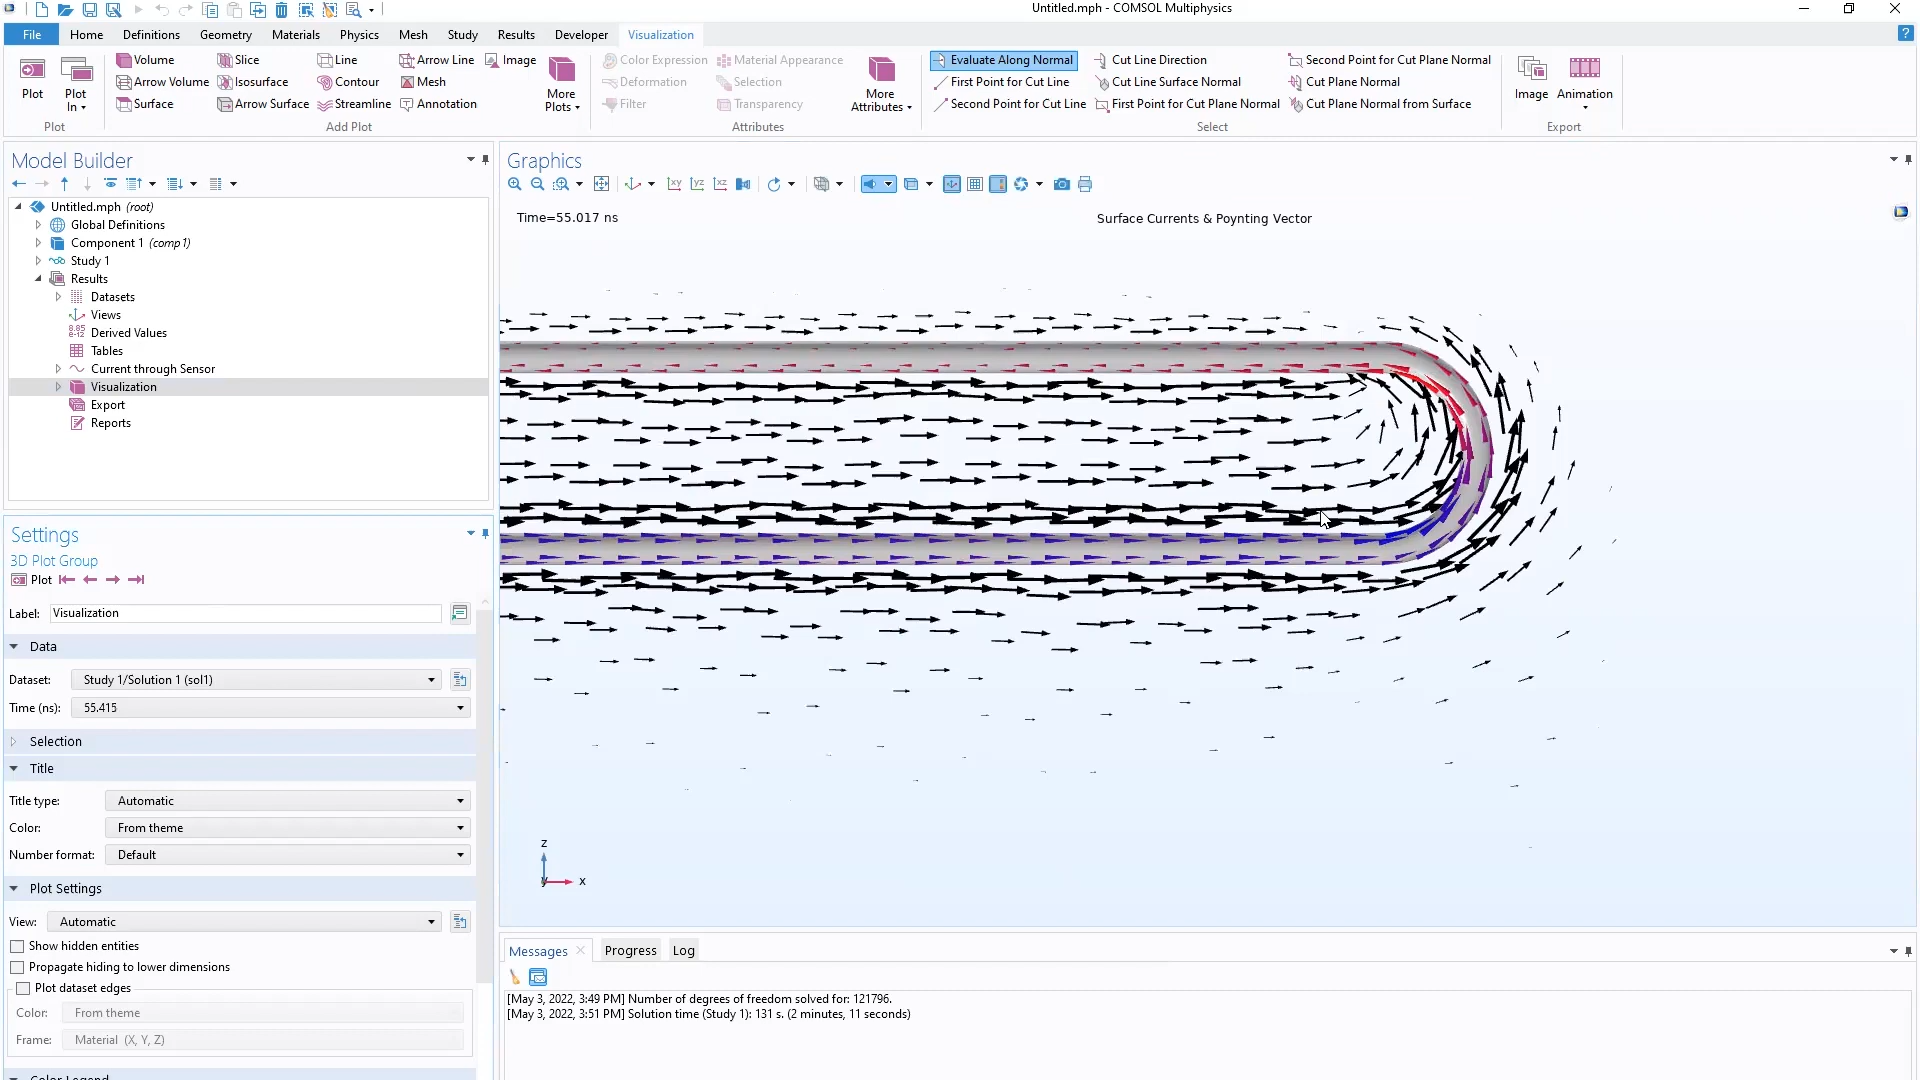 Untitled.mph - COMSOL Multiphysics
File Home Definitions Geometry Materials Physics Mesh Study Results Developer Visualization
Plot
Plot In
Plot
Volume Slice Line Arrow Line Image
Arrow Volume Isosurface Contour Mesh
Surface Arrow Surface Streamline Annotation
More Plots
Add Plot
Color Expression Material Appearance
Deformation Selection
Filter Transparency
More Attributes
Attributes
Evaluate Along Normal Cut Line Direction Second Point for Cut Plane Normal
First Point for Cut Line Cut Line Surface Normal Cut Plane Normal
Second Point for Cut Line First Point for Cut Plane Normal Cut Plane Normal from Surface
Select
Image Animation
Export
Model Builder
Untitled.mph (root)
Global Definitions
Component 1 (comp1)
Study 1
Results
Datasets
Views
8.85
e-12
Derived Values
Tables
Current through Sensor
Visualization
Export
Reports
Settings
3D Plot Group
Plot
Label: Visualization
Data
Dataset: Study 1/Solution 1 (sol1)
Time (ns): 55.415
Selection
Title
Title type: Automatic
Color: From theme
Number format: Default
Plot Settings
View: Automatic
Show hidden entities
Propagate hiding to lower dimensions
Plot dataset edges
Color: From theme
Frame: Material (X, Y, Z)
Color Legend
Graphics
xy yz xz
Time=55.017 ns Surface Currents & Poynting Vector
z
y x
Messages Progress Log
[May 3, 2022, 3:49 PM] Number of degrees of freedom solved for: 121796.
[May 3, 2022, 3:51 PM] Solution time (Study 1): 131 s. (2 minutes, 11 seconds)